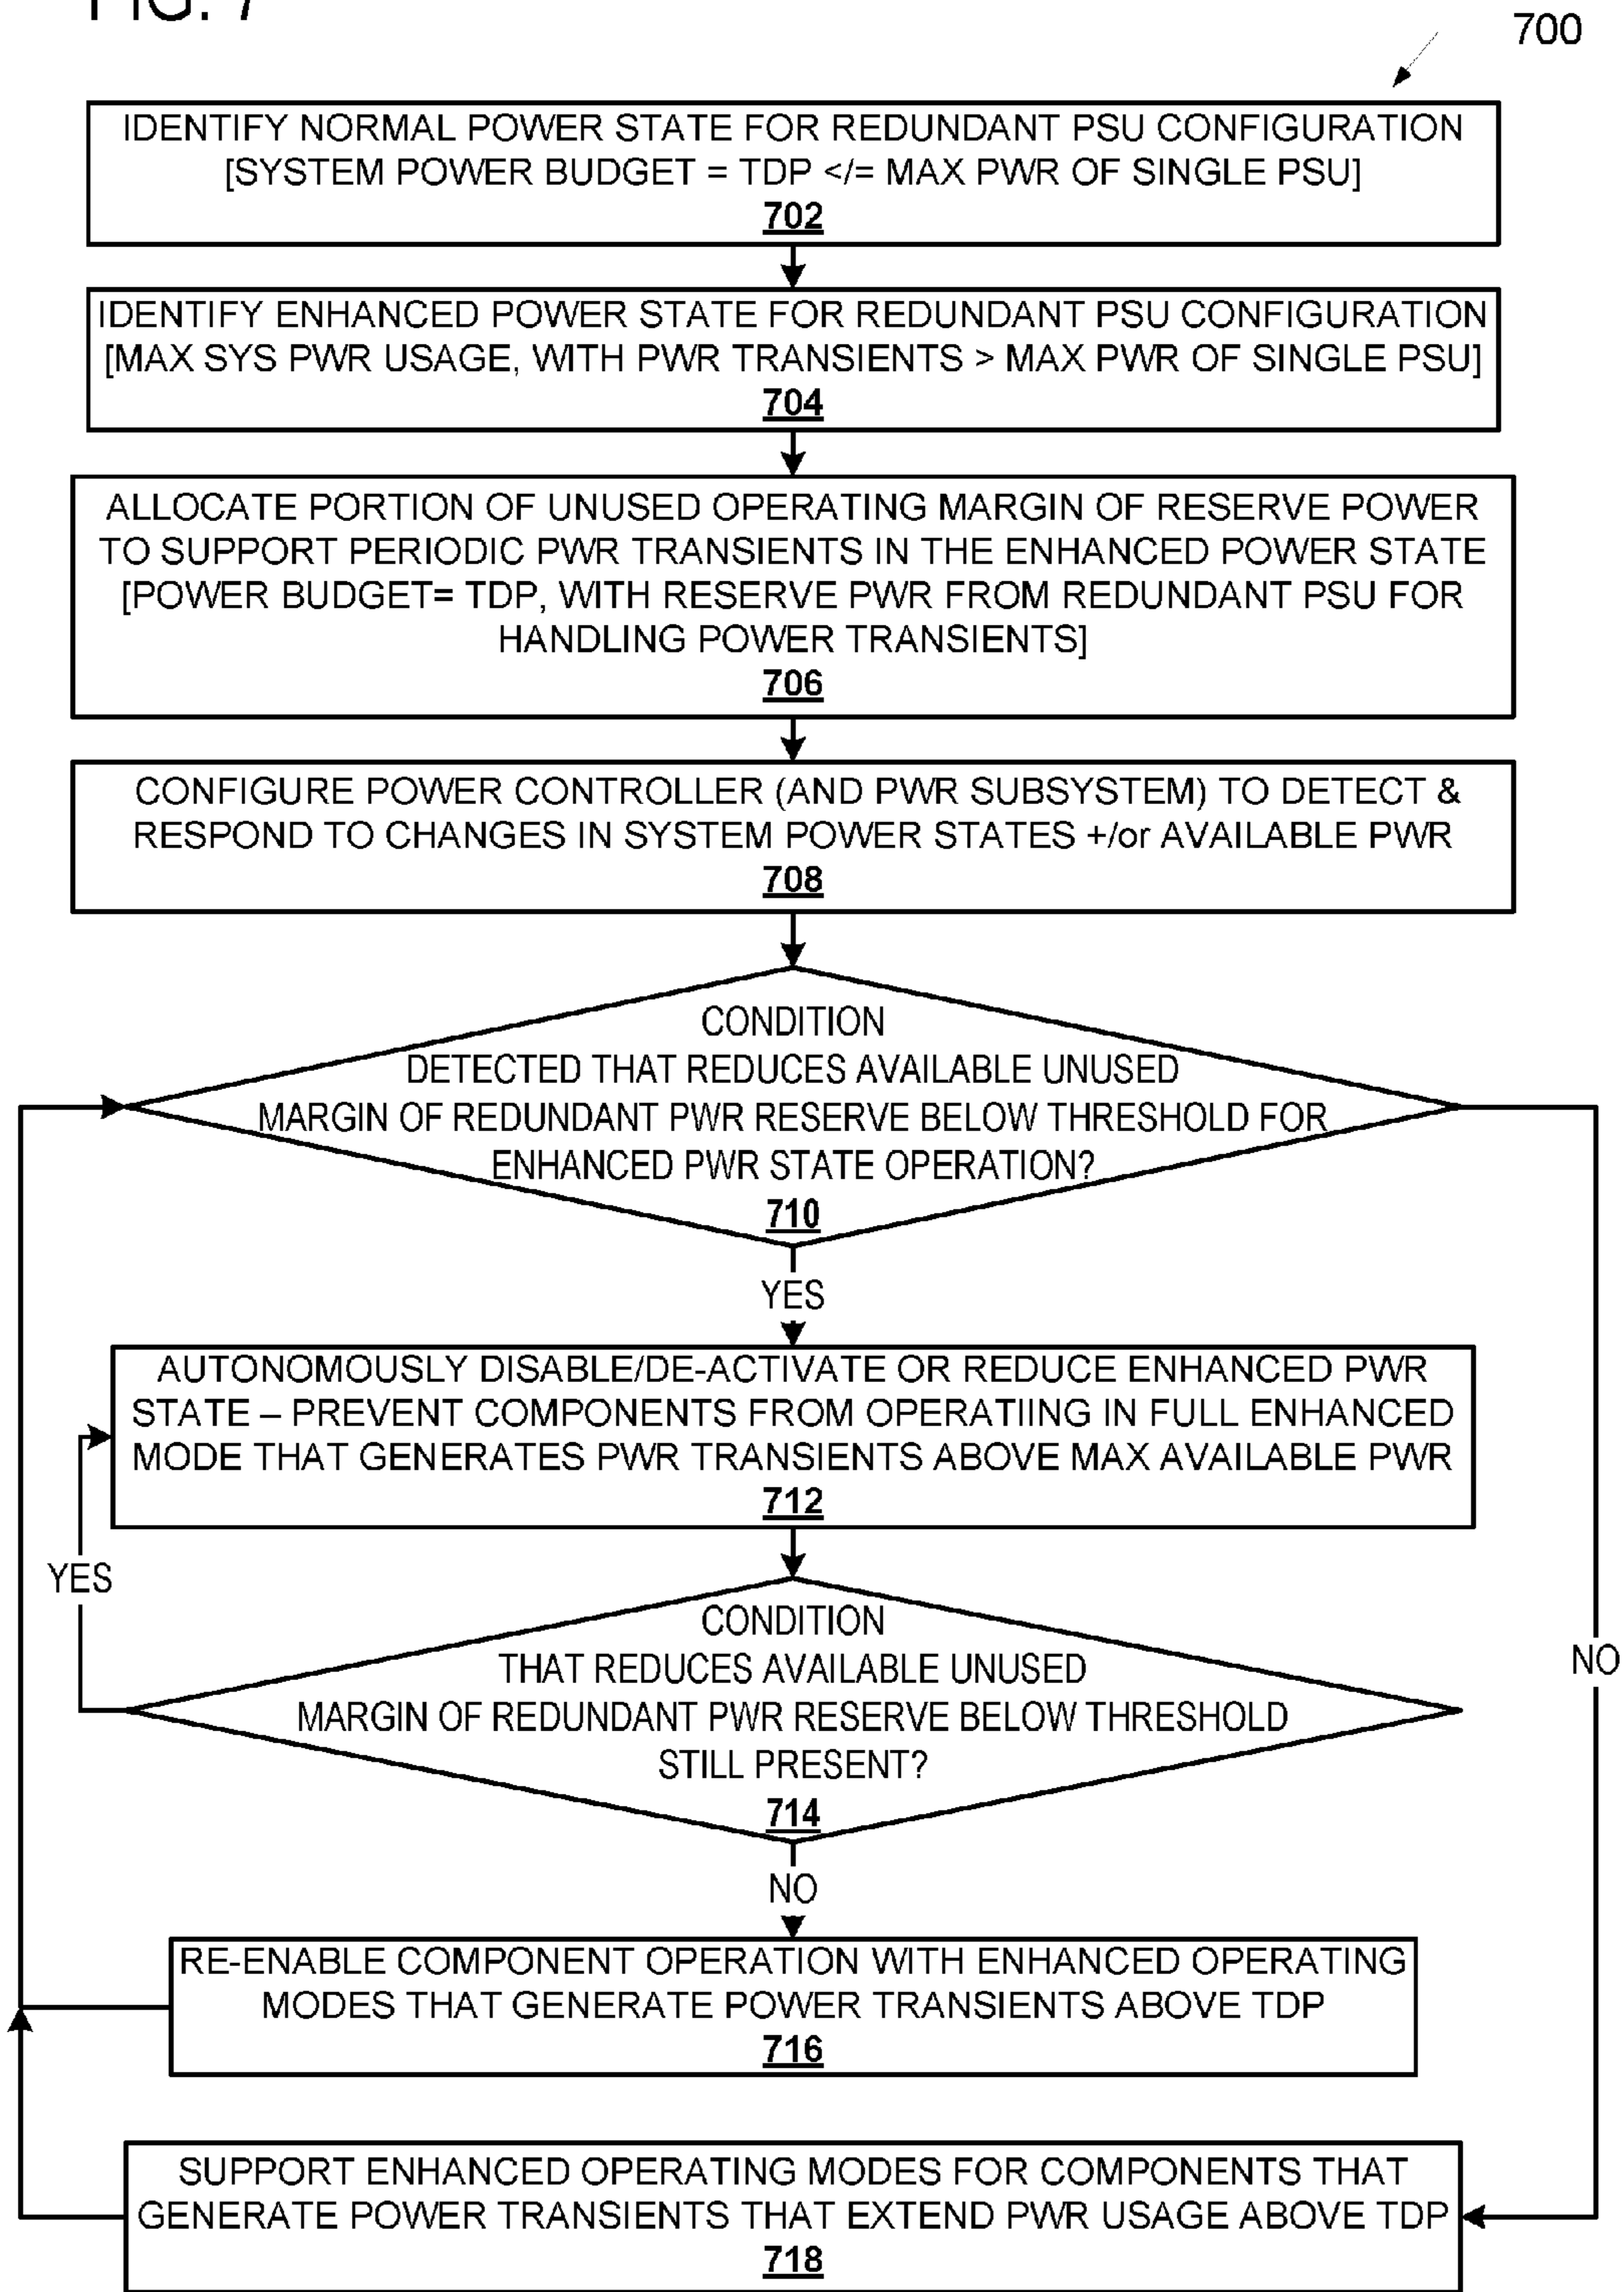 FIG. 7
700
IDENTIFY NORMAL POWER STATE FOR REDUNDANT PSU CONFIGURATION
[SYSTEM POWER BUDGET = TDP </= MAX PWR OF SINGLE PSU]
702
IDENTIFY ENHANCED POWER STATE FOR REDUNDANT PSU CONFIGURATION
[MAX SYS PWR USAGE, WITH PWR TRANSIENTS > MAX PWR OF SINGLE PSU]
704
ALLOCATE PORTION OF UNUSED OPERATING MARGIN OF RESERVE POWER
TO SUPPORT PERIODIC PWR TRANSIENTS IN THE ENHANCED POWER STATE
[POWER BUDGET= TDP, WITH RESERVE PWR FROM REDUNDANT PSU FOR
HANDLING POWER TRANSIENTS]
706
CONFIGURE POWER CONTROLLER (AND PWR SUBSYSTEM) TO DETECT &
RESPOND TO CHANGES IN SYSTEM POWER STATES +/or AVAILABLE PWR
708
CONDITION
DETECTED THAT REDUCES AVAILABLE UNUSED
MARGIN OF REDUNDANT PWR RESERVE BELOW THRESHOLD FOR
ENHANCED PWR STATE OPERATION?
710
YES
AUTONOMOUSLY DISABLE/DE-ACTIVATE OR REDUCE ENHANCED PWR
STATE – PREVENT COMPONENTS FROM OPERATIING IN FULL ENHANCED
MODE THAT GENERATES PWR TRANSIENTS ABOVE MAX AVAILABLE PWR
712
YES
CONDITION
THAT REDUCES AVAILABLE UNUSED
MARGIN OF REDUNDANT PWR RESERVE BELOW THRESHOLD
STILL PRESENT?
714
NO
NO
RE-ENABLE COMPONENT OPERATION WITH ENHANCED OPERATING
MODES THAT GENERATE POWER TRANSIENTS ABOVE TDP
716
SUPPORT ENHANCED OPERATING MODES FOR COMPONENTS THAT
GENERATE POWER TRANSIENTS THAT EXTEND PWR USAGE ABOVE TDP
718